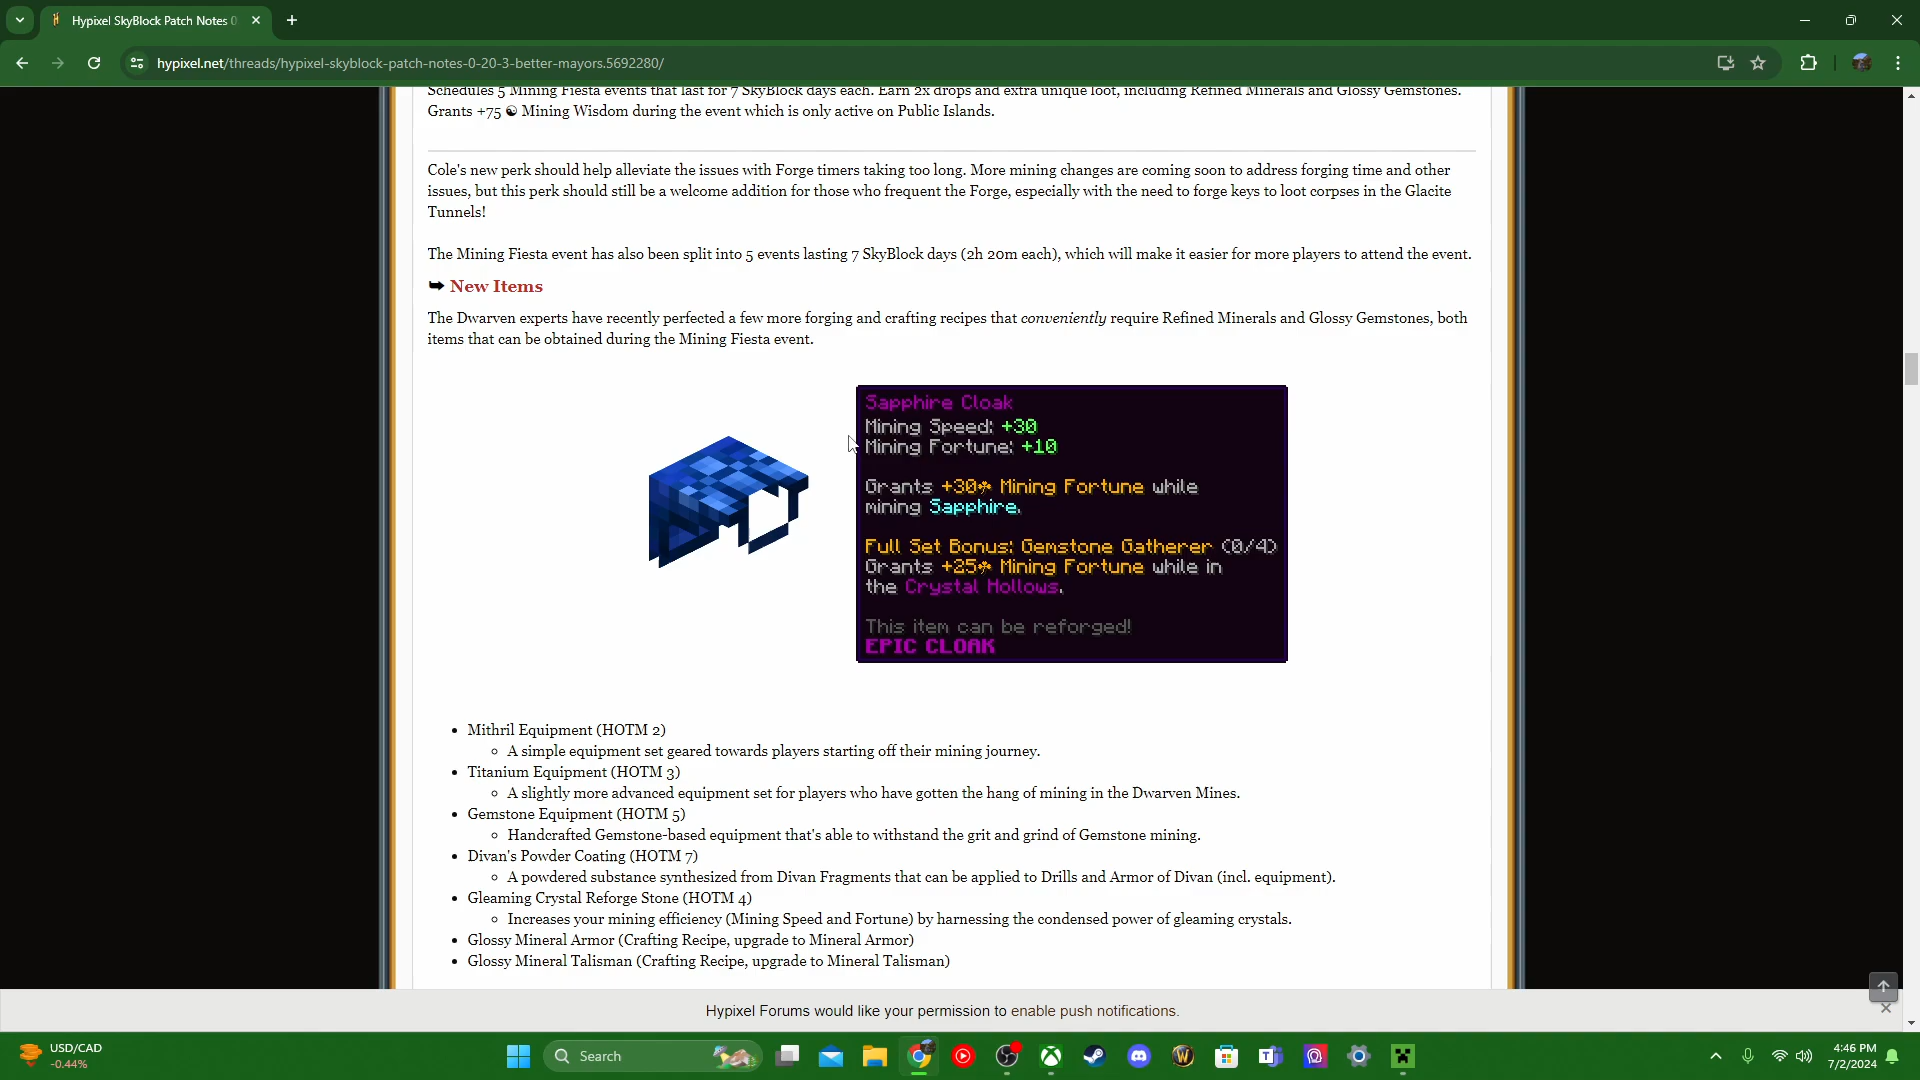 Hypixel SkyBlock Patch Notes 0
hypixel.net/threads/hypixel-skyblock-patch-notes-0-20-3-better-mayors.5692280/
Schedules 5 Mining Fiesta events that last for 7 SkyBlock days each. Earn 2x drops and extra unique loot, including Refined Minerals and Glossy Gemstones.
Grants +75 ☯ Mining Wisdom during the event which is only active on Public Islands.
Cole's new perk should help alleviate the issues with Forge timers taking too long. More mining changes are coming soon to address forging time and other
issues, but this perk should still be a welcome addition for those who frequent the Forge, especially with the need to forge keys to loot corpses in the Glacite
Tunnels!
The Mining Fiesta event has also been split into 5 events lasting 7 SkyBlock days (2h 20m each), which will make it easier for more players to attend the event.
➥ New Items
The Dwarven experts have recently perfected a few more forging and crafting recipes that conveniently require Refined Minerals and Glossy Gemstones, both
items that can be obtained during the Mining Fiesta event.
Sapphire Cloak
Mining Speed: +30
Mining Fortune: +10
Grants +30☘ Mining Fortune while
mining Sapphire.
Full Set Bonus: Gemstone Gatherer (0/4)
Grants +25☘ Mining Fortune while in
the Crystal Hollows.
This item can be reforged!
EPIC CLOAK
• Mithril Equipment (HOTM 2)
◦ A simple equipment set geared towards players starting off their mining journey.
• Titanium Equipment (HOTM 3)
◦ A slightly more advanced equipment set for players who have gotten the hang of mining in the Dwarven Mines.
• Gemstone Equipment (HOTM 5)
◦ Handcrafted Gemstone-based equipment that's able to withstand the grit and grind of Gemstone mining.
• Divan's Powder Coating (HOTM 7)
◦ A powdered substance synthesized from Divan Fragments that can be applied to Drills and Armor of Divan (incl. equipment).
• Gleaming Crystal Reforge Stone (HOTM 4)
◦ Increases your mining efficiency (Mining Speed and Fortune) by harnessing the condensed power of gleaming crystals.
• Glossy Mineral Armor (Crafting Recipe, upgrade to Mineral Armor)
• Glossy Mineral Talisman (Crafting Recipe, upgrade to Mineral Talisman)
Hypixel Forums would like your permission to enable push notifications.
USD/CAD
-0.44%
Search
4:46 PM
7/2/2024